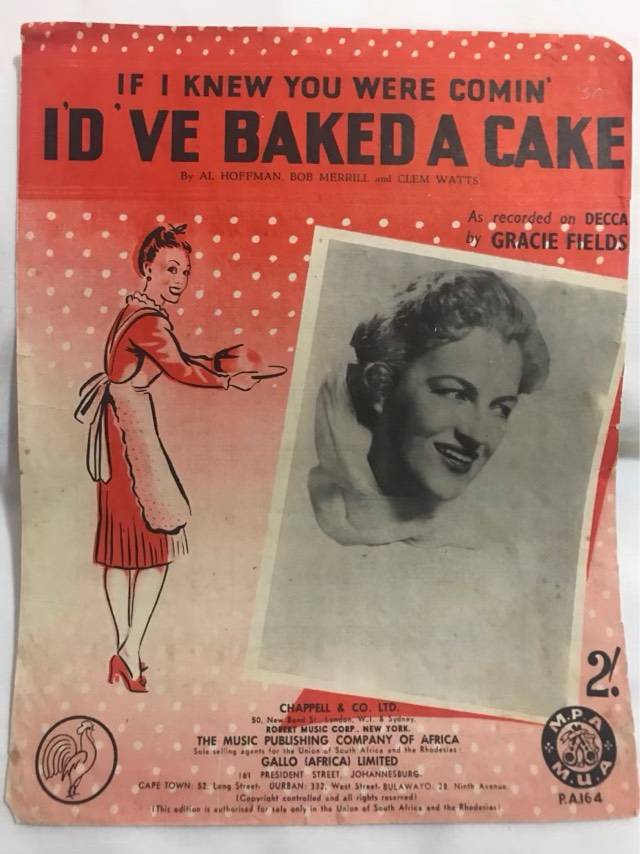 IF I KNEW YOU WERE COMIN'
I'D 'VE BAKED A CAKE
By AL HOFFMAN, BOB MERRILL and CLEM WATTS
As recorded on DECCA
by GRACIE FIELDS
2/.
CHAPPELL & CO. LTD.
50, New Bond St., London, W.1. & Sydney.
ROBERT MUSIC CORP. NEW YORK.
THE MUSIC PUBLISHING COMPANY OF AFRICA
Sole selling agents for the Union of South Africa and the Rhodesias
GALLO (AFRICA) LIMITED
161 PRESIDENT STREET, JOHANNESBURG.
CAPE TOWN: 52, Long Street. DURBAN: 332, West Street. BULAWAYO: 28, Ninth Avenue.
(Copyright controlled and all rights reserved)
(This edition is authorised for sale only in the Union of South Africa and the Rhodesias)
M.P.A.
M.U.A
P.A.164